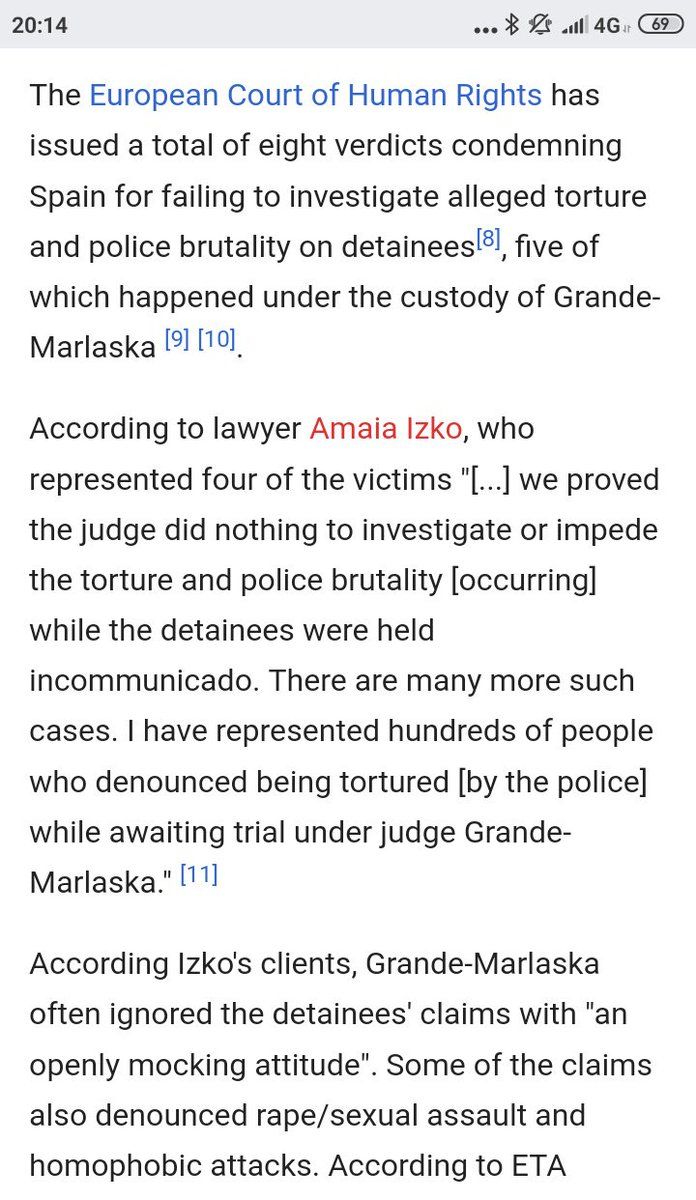 20:14 ... 4G 69
The European Court of Human Rights has
issued a total of eight verdicts condemning
Spain for failing to investigate alleged torture
and police brutality on detainees[8], five of
which happened under the custody of Grande-
Marlaska [9] [10].
According to lawyer Amaia Izko, who
represented four of the victims "[...] we proved
the judge did nothing to investigate or impede
the torture and police brutality [occurring]
while the detainees were held
incommunicado. There are many more such
cases. I have represented hundreds of people
who denounced being tortured [by the police]
while awaiting trial under judge Grande-
Marlaska." [11]
According Izko's clients, Grande-Marlaska
often ignored the detainees' claims with "an
openly mocking attitude". Some of the claims
also denounced rape/sexual assault and
homophobic attacks. According to ETA